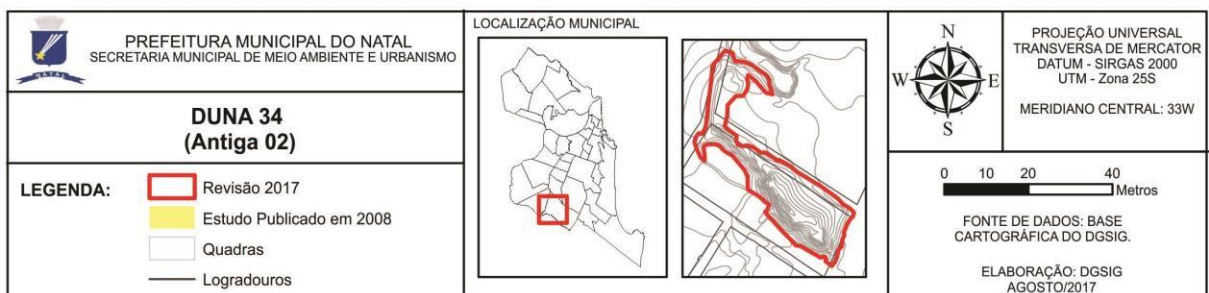 PREFEITURA MUNICIPAL DO NATAL
SECRETARIA MUNICIPAL DE MEIO AMBIENTE E URBANISMO
NATAL
DUNA 34
(Antiga 02)
LEGENDA:
Revisão 2017
Estudo Publicado em 2008
Quadras
Logradouros
LOCALIZAÇÃO MUNICIPAL
N
W
E
S
PROJEÇÃO UNIVERSAL
TRANSVERSA DE MERCATOR
DATUM - SIRGAS 2000
UTM - Zona 25S
MERIDIANO CENTRAL: 33W
0 10 20 40
Metros
FONTE DE DADOS: BASE
CARTOGRÁFICA DO DGSIG.
ELABORAÇÃO: DGSIG
AGOSTO/2017